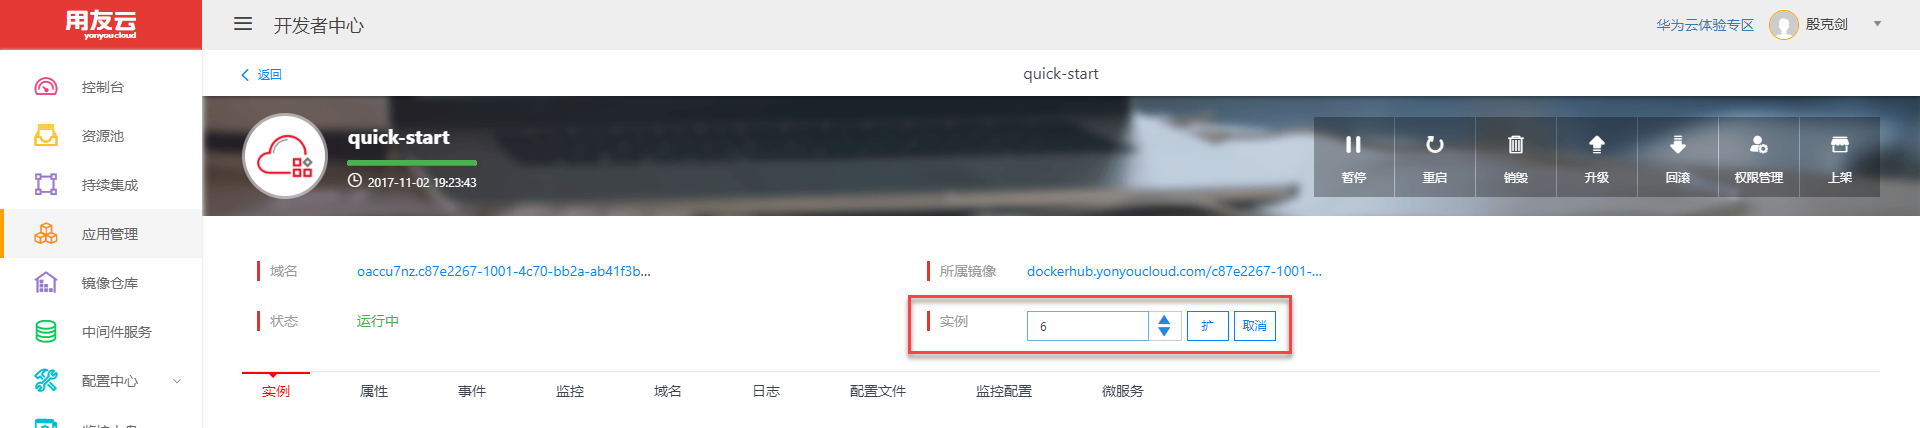 用友云
yonyoucloud
开发者中心
华为云体验专区
殷克剑
控制台
资源池
持续集成
应用管理
镜像仓库
中间件服务
配置中心
返回
quick-start
quick-start
2017-11-02 19:23:43
暂停
重启
销毁
升级
回滚
权限管理
上架
域名
oaccu7nz.c87e2267-1001-4c70-bb2a-ab41f3b...
所属镜像
dockerhub.yonyoucloud.com/c87e2267-1001-...
状态
运行中
实例
6
扩
取消
实例
属性
事件
监控
域名
日志
配置文件
监控配置
微服务